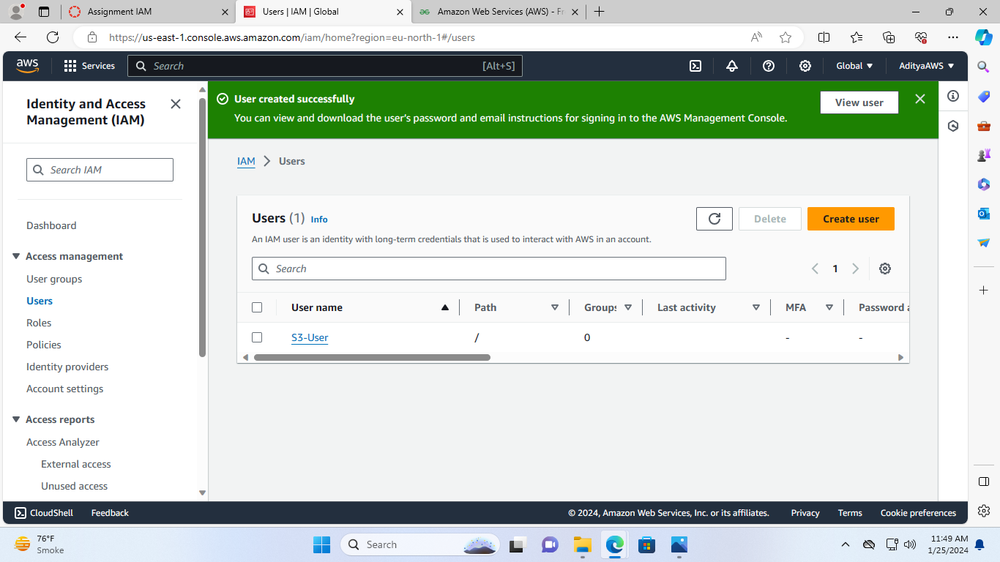 Assignment IAM
Users | IAM | Global
Amazon Web Services (AWS) - Fr
https://us-east-1.console.aws.amazon.com/iam/home?region=eu-north-1#/users
aws
Services
Search
[Alt+S]
Global
AdityaAWS
Identity and Access
Management (IAM)
Search IAM
Dashboard
Access management
User groups
Users
Roles
Policies
Identity providers
Account settings
Access reports
Access Analyzer
External access
Unused access
User created successfully
You can view and download the user's password and email instructions for signing in to the AWS Management Console.
View user
IAM > Users
Users (1) Info
Delete
Create user
An IAM user is an identity with long-term credentials that is used to interact with AWS in an account.
Search
1
User name Path Groups Last activity MFA Password a
S3-User / 0 - -
CloudShell
Feedback
© 2024, Amazon Web Services, Inc. or its affiliates.
Privacy
Terms
Cookie preferences
76°F
Smoke
Search
11:49 AM
1/25/2024